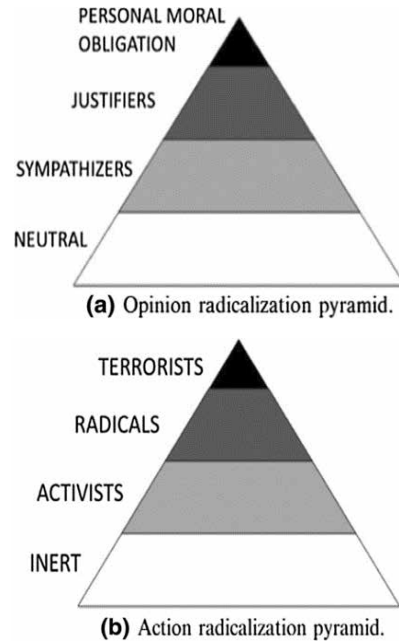 PERSONAL MORAL
OBLIGATION
JUSTIFIERS
SYMPATHIZERS
NEUTRAL
(a) Opinion radicalization pyramid.
TERRORISTS
RADICALS
ACTIVISTS
INERT
(b) Action radicalization pyramid.